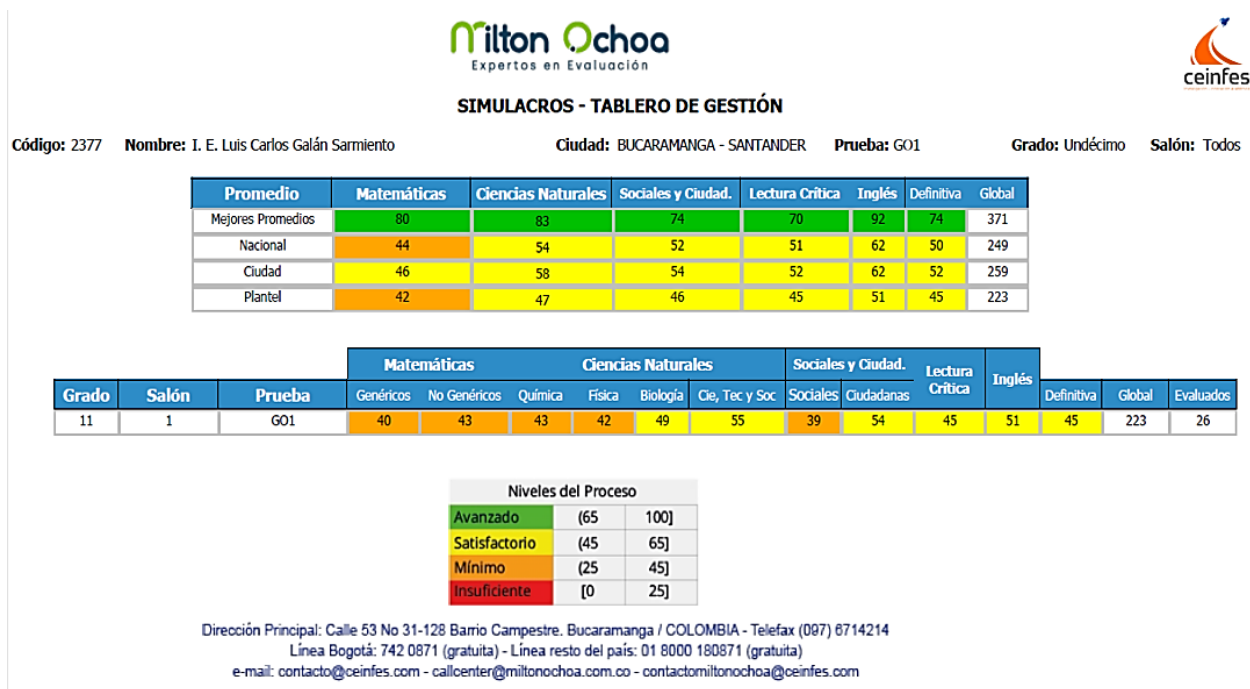 Milton Ochoa
Expertos en Evaluación
ceinfes
SIMULACROS - TABLERO DE GESTIÓN
Código: 2377 Nombre: I. E. Luis Carlos Galán Sarmiento Ciudad: BUCARAMANGA - SANTANDER Prueba: GO1 Grado: Undécimo Salón: Todos
Promedio Matemáticas Ciencias Naturales Sociales y Ciudad. Lectura Crítica Inglés Definitiva Global
Mejores Promedios 80 83 74 70 92 74 371
Nacional 44 54 52 51 62 50 249
Ciudad 46 58 54 52 62 52 259
Plantel 42 47 46 45 51 45 223
Matemáticas Ciencias Naturales Sociales y Ciudad. Lectura Crítica Inglés
Grado Salón Prueba Genéricos No Genéricos Química Física Biología Cie, Tec y Soc Sociales Ciudadanas Definitiva Global Evaluados
11 1 GO1 40 43 43 42 49 55 39 54 45 51 45 223 26
Niveles del Proceso
Avanzado (65 100]
Satisfactorio (45 65]
Mínimo (25 45]
Insuficiente [0 25]
Dirección Principal: Calle 53 No 31-128 Barrio Campestre. Bucaramanga / COLOMBIA - Telefax (097) 6714214
Línea Bogotá: 742 0871 (gratuita) - Línea resto del país: 01 8000 180871 (gratuita)
e-mail: contacto@ceinfes.com - callcenter@miltonochoa.com.co - contactomiltonochoa@ceinfes.com